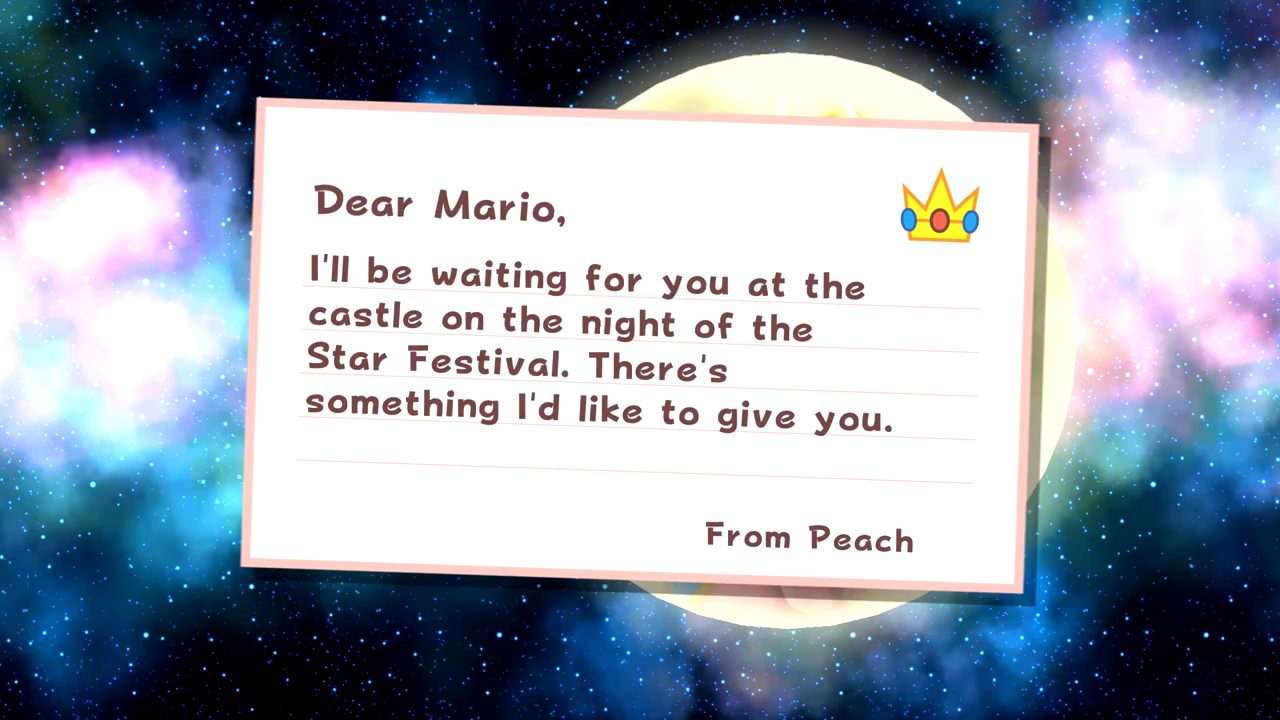 Dear Mario,
I'll be waiting for you at the
castle on the night of the
Star Festival. There's
something I'd like to give you.
From Peach